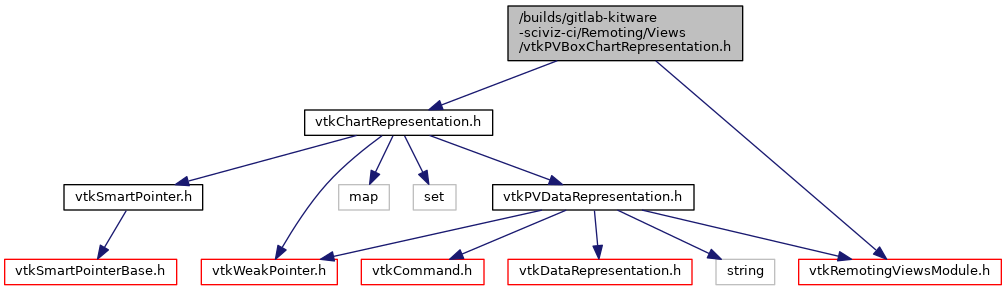 /builds/gitlab-kitware
-sciviz-ci/Remoting/Views
/vtkPVBoxChartRepresentation.h
vtkChartRepresentation.h
vtkSmartPointer.h
map
set
vtkPVDataRepresentation.h
vtkSmartPointerBase.h
vtkWeakPointer.h
vtkCommand.h
vtkDataRepresentation.h
string
vtkRemotingViewsModule.h